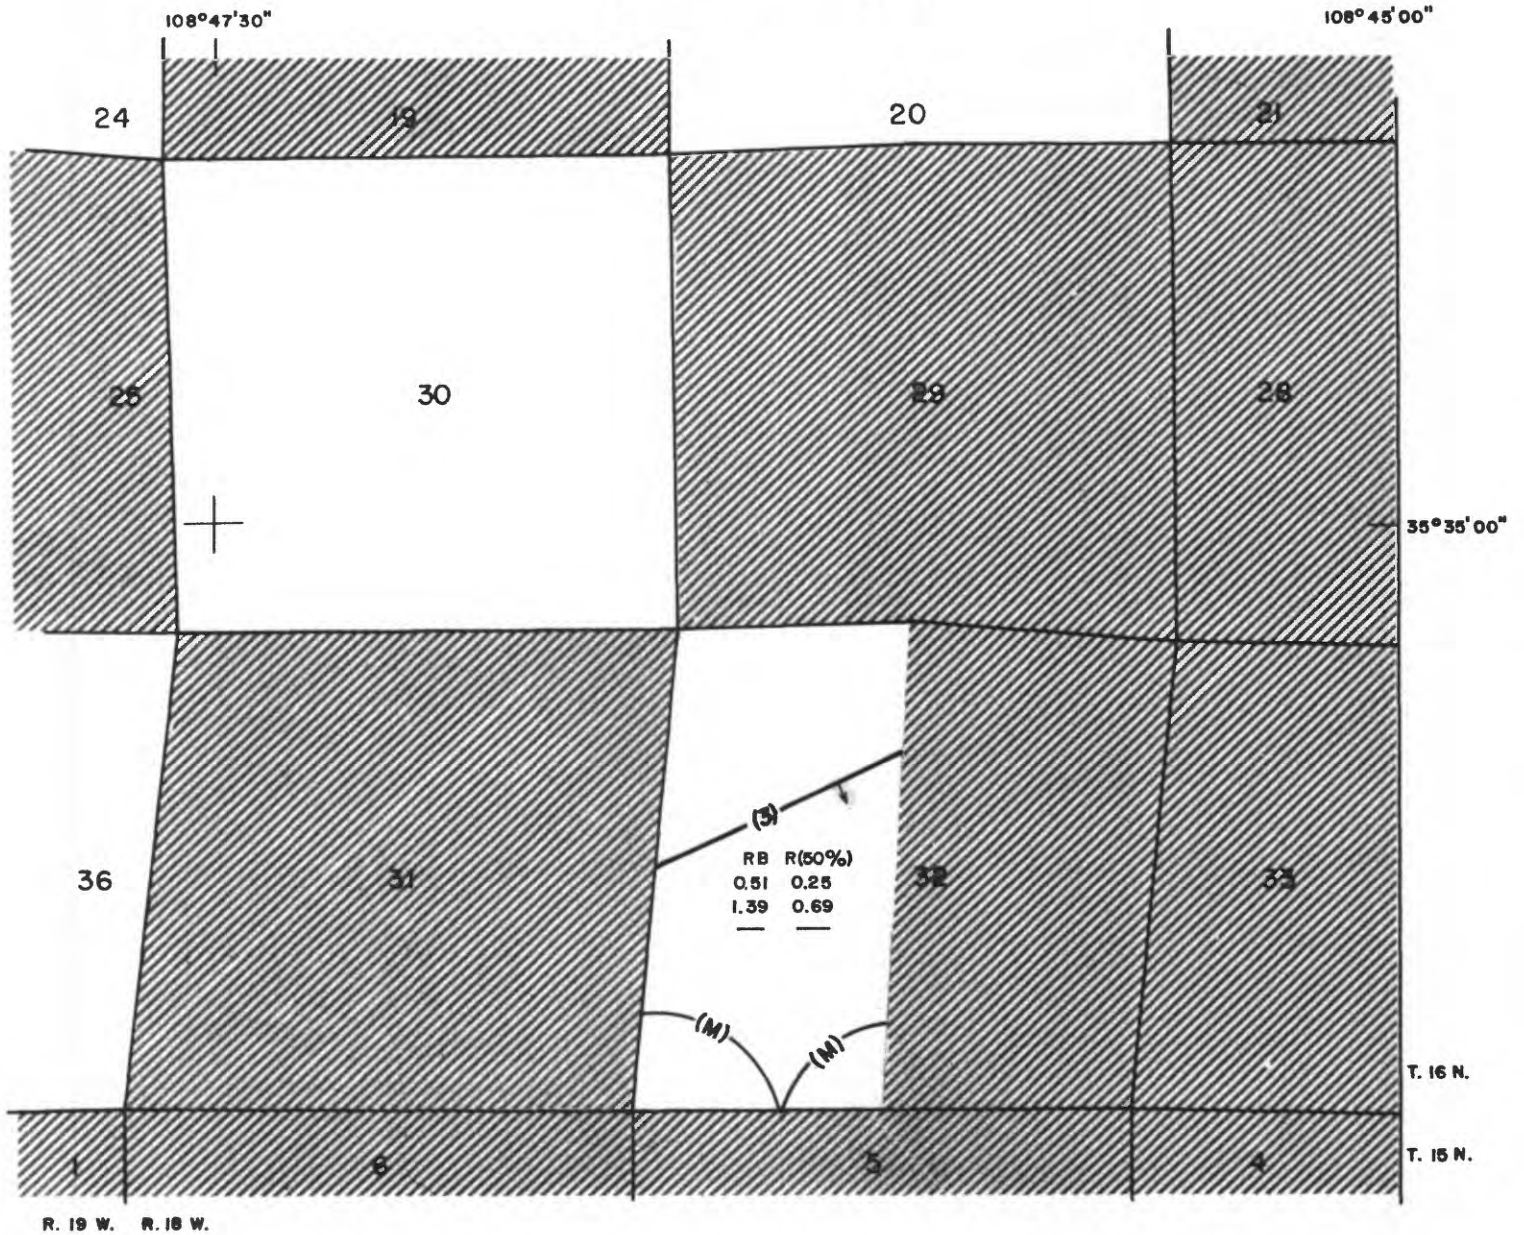 108°47'30" 108°45'00"
24 19 20 21
25 30 29 28
35°35'00"
(5)
RB R(50%)
36 31 0.51 0.25 32 33
1.39 0.69
(M) (M)
T. 16 N.
1 6 5 4 T. 15 N.
R. 19 W. R. 18 W.